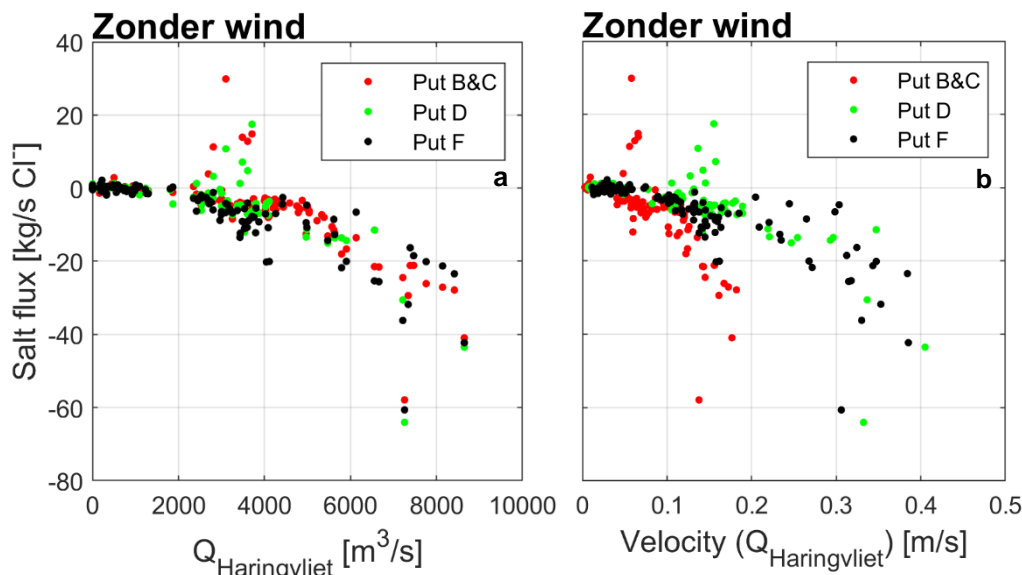 Zonder wind
Salt flux [kg/s Cl⁻]
40
20
0
-20
-40
-60
-80
Put B&C
Put D
Put F
a
0 2000 4000 6000 8000 10000
Q_Haringvliet [m³/s]
Zonder wind
Put B&C
Put D
Put F
b
0 0.1 0.2 0.3 0.4 0.5
Velocity (Q_Haringvliet) [m/s]